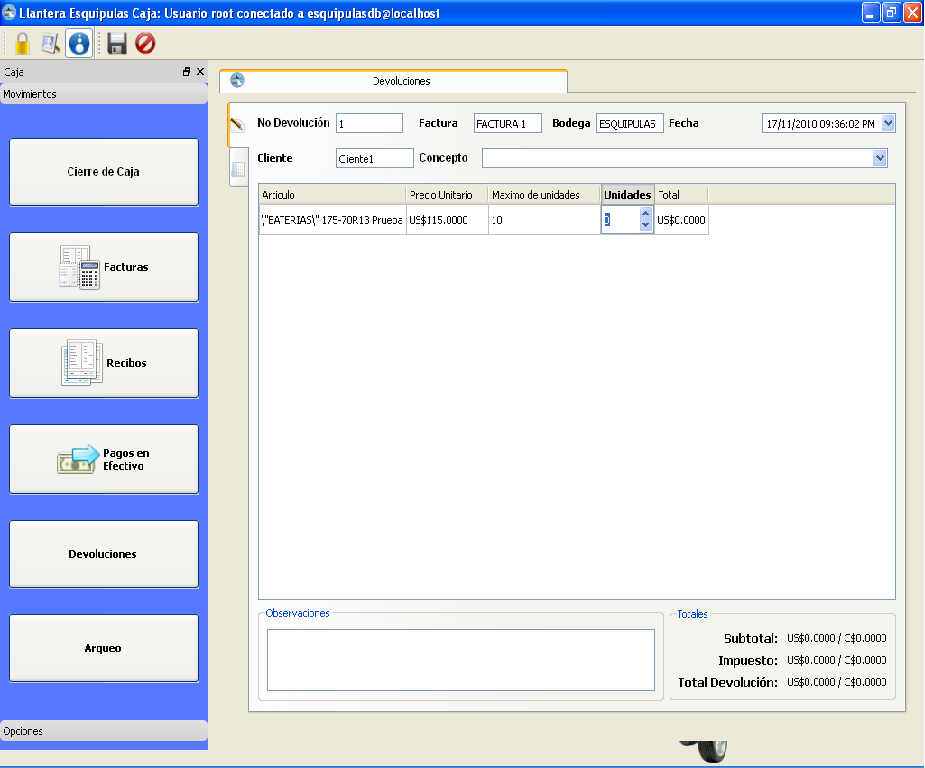 Llantera Esquipulas Caja: Usuario root conectado a esquipulasdb@localhost
Caja
Movimientos
Cierre de Caja
Facturas
Recibos
Pagos en
Efectivo
Devoluciones
Arqueo
Opciones
Devoluciones
No Devolución 1 Factura FACTURA 1 Bodega ESQUIPULAS Fecha 17/11/2010 09:36:02 PM
Cliente Cliente1 Concepto
Articulo Precio Unitario Maximo de unidades Unidades Total
\"BATERIAS\" 175-70R13 Prueba US$115.0000 10 0 US$0.0000
Observaciones
Totales
Subtotal: US$0.0000 / C$0.0000
Impuesto: US$0.0000 / C$0.0000
Total Devolución: US$0.0000 / C$0.0000